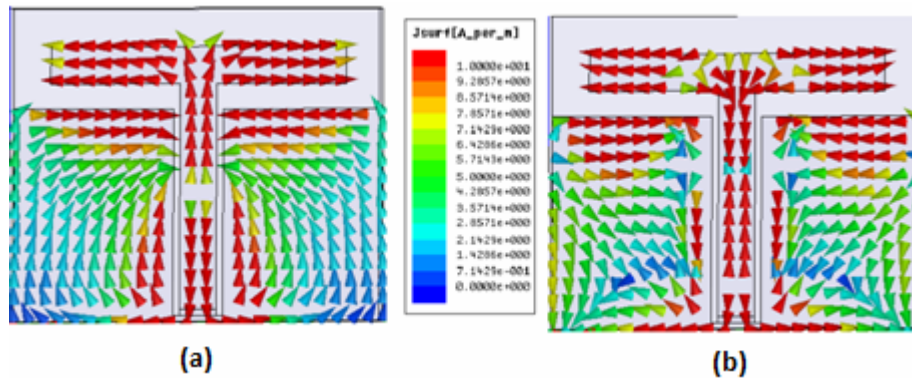 Jsurf[A_per_m]
1.0000e+001
9.2857e+000
8.5714e+000
7.8571e+000
7.1429e+000
6.4286e+000
5.7143e+000
5.0000e+000
4.2857e+000
3.5714e+000
2.8571e+000
2.1429e+000
1.4286e+000
7.1429e-001
0.0000e+000
(a)
(b)